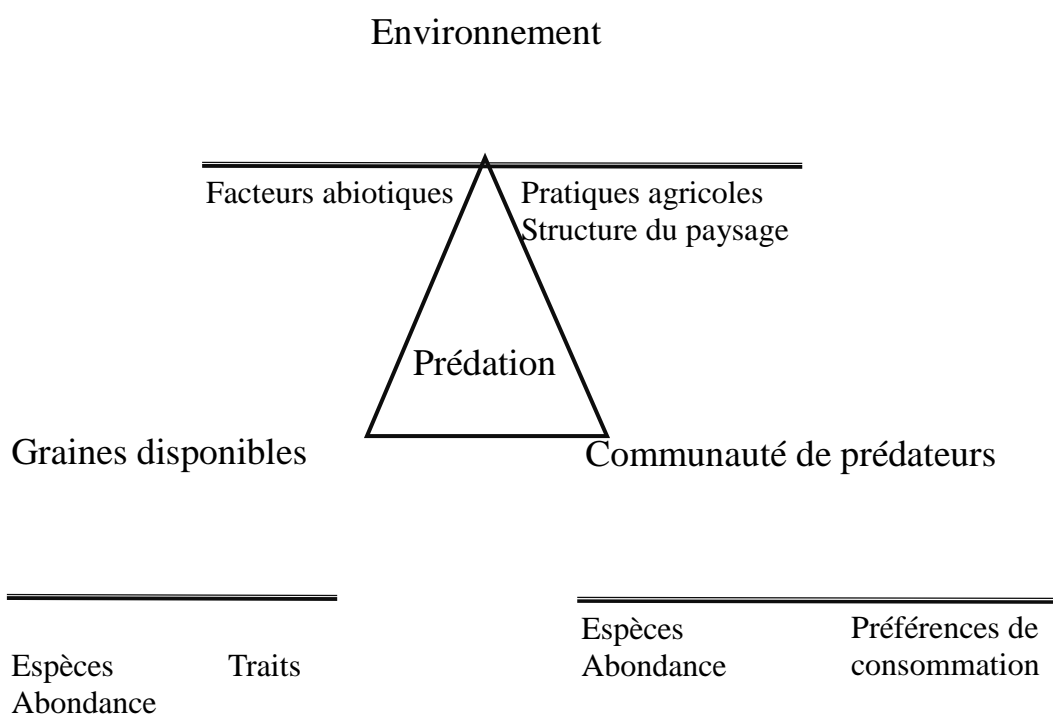 Environnement
Facteurs abiotiques
Pratiques agricoles
Structure du paysage
Prédation
Graines disponibles
Communauté de prédateurs
Espèces
Abondance
Traits
Espèces
Abondance
Préférences de
consommation